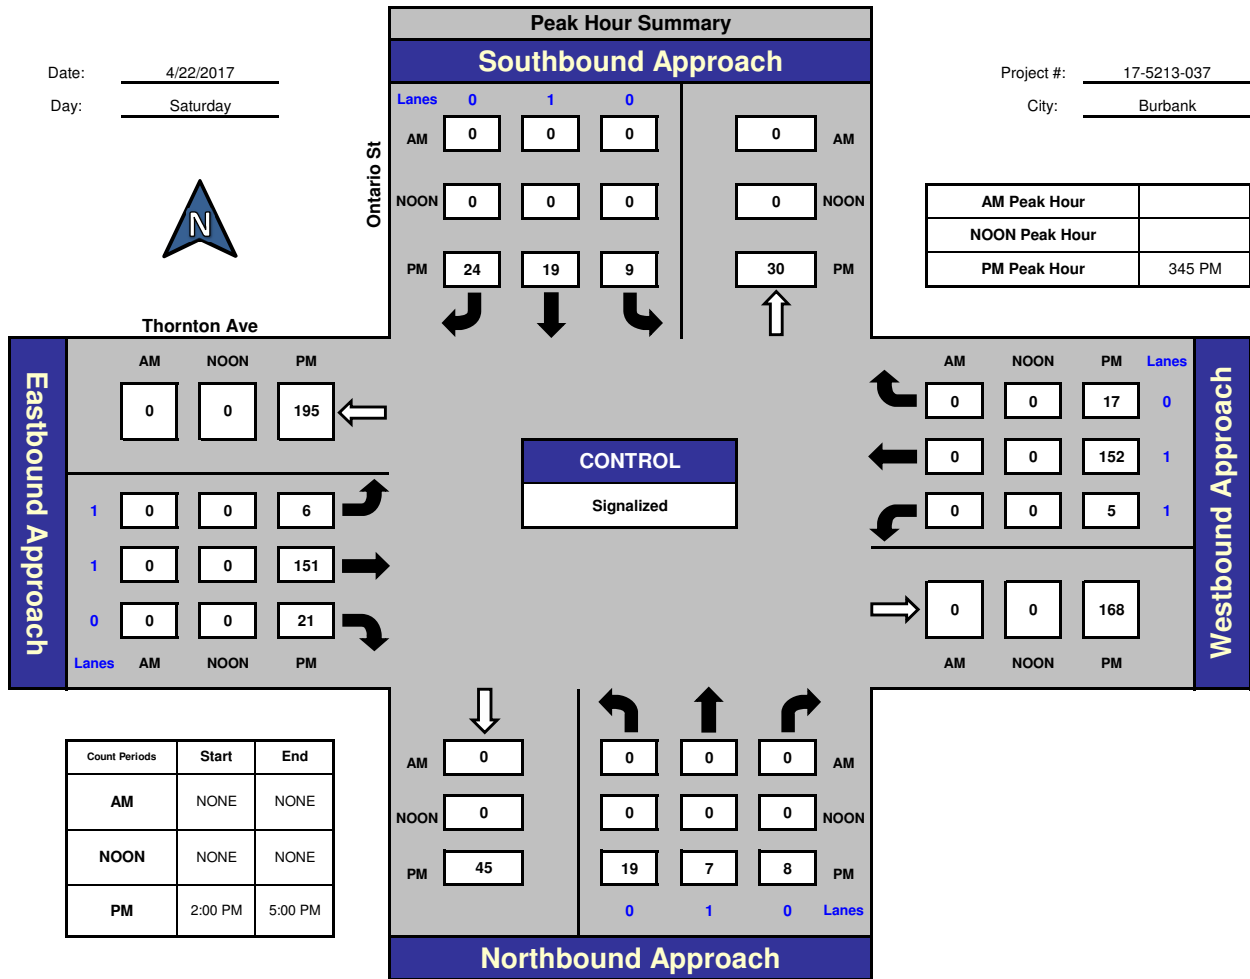 Peak Hour Summary
Southbound Approach
Date: 4/22/2017
Day: Saturday
Project #: 17-5213-037
City: Burbank
N
Ontario St
Lanes 0 1 0
AM 0 0 0 0 AM
NOON 0 0 0 0 NOON
PM 24 19 9 30 PM
AM Peak Hour
NOON Peak Hour
PM Peak Hour 345 PM
Thornton Ave
Eastbound Approach
AM NOON PM
0 0 195
1 0 0 6
1 0 0 151
0 0 0 21
Lanes AM NOON PM
CONTROL
Signalized
AM NOON PM Lanes
0 0 17 0
0 0 152 1
0 0 5 1
0 0 168
AM NOON PM
Westbound Approach
Count Periods Start End
AM NONE NONE
NOON NONE NONE
PM 2:00 PM 5:00 PM
AM 0 0 0 0 AM
NOON 0 0 0 0 NOON
PM 45 19 7 8 PM
0 1 0 Lanes
Northbound Approach